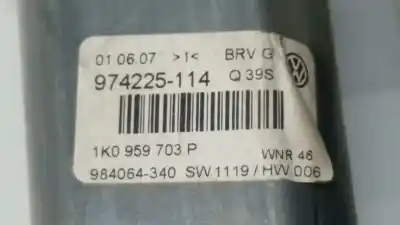 01 06.07 >1< BRV G
974225-114 Q 39S
1K0 959 703 P WNR 46
984064-340 SW 1119 / HW 006